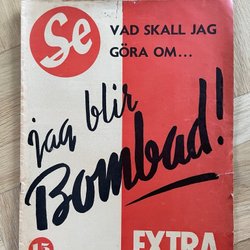 Se
VAD SKALL JAG
GÖRA OM...
jag blir
Bombad!
15
EXTRA